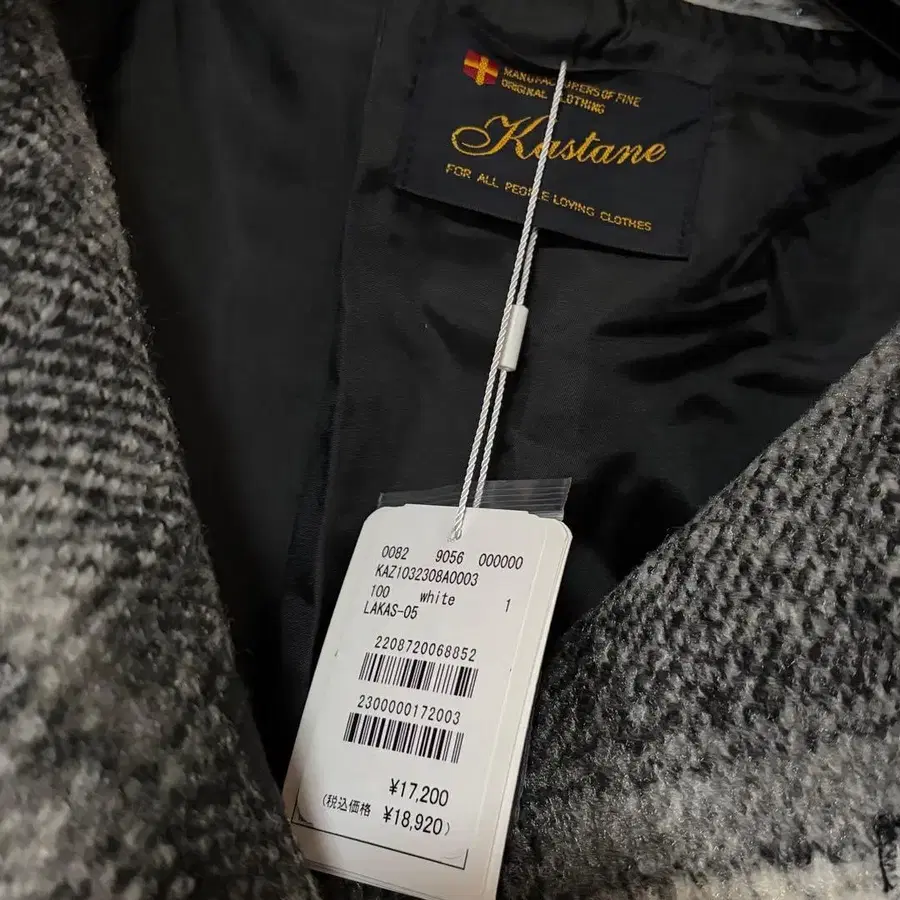 MANUFACTURERS OF FINE
ORIGINAL CLOTHING
Kastane
FOR ALL PEOPLE LOVING CLOTHES
0082 9056 000000
KAZ1032308A0003
100 white 1
LAKAS-05
2208720068852
2300000172003
¥17,200
(税込価格 ¥18,920)